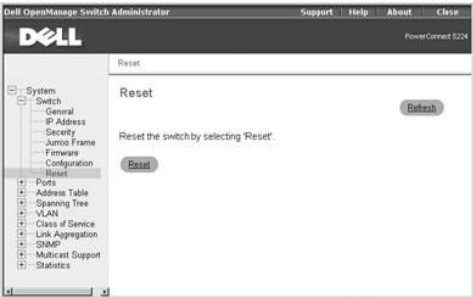 Dell OpenManage Switch Administrator Support Help About Close
DELL
PowerConnect 5224
Reset
System
Switch
General
IP Address
Security
Jumbo Frame
Firmware
Configuration
Reset
Ports
Address Table
Spanning Tree
VLAN
Class of Service
Link Aggregation
SNMP
Multicast Support
Statistics
Reset
Refresh
Reset the switch by selecting 'Reset'.
Reset